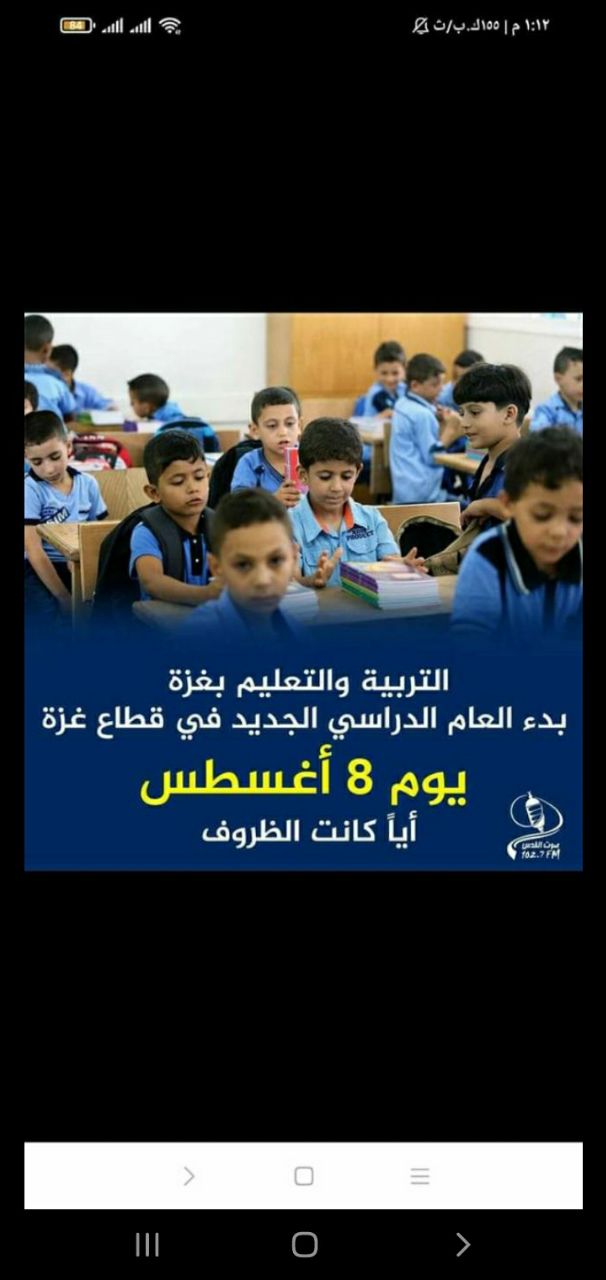 ١:١٢ م | ١٥٥ك.ب/ث
84
التربية والتعليم بغزة
بدء العام الدراسي الجديد في قطاع غزة
يوم 8 أغسطس
أياً كانت الظروف
صوت القدس
102.7 FM